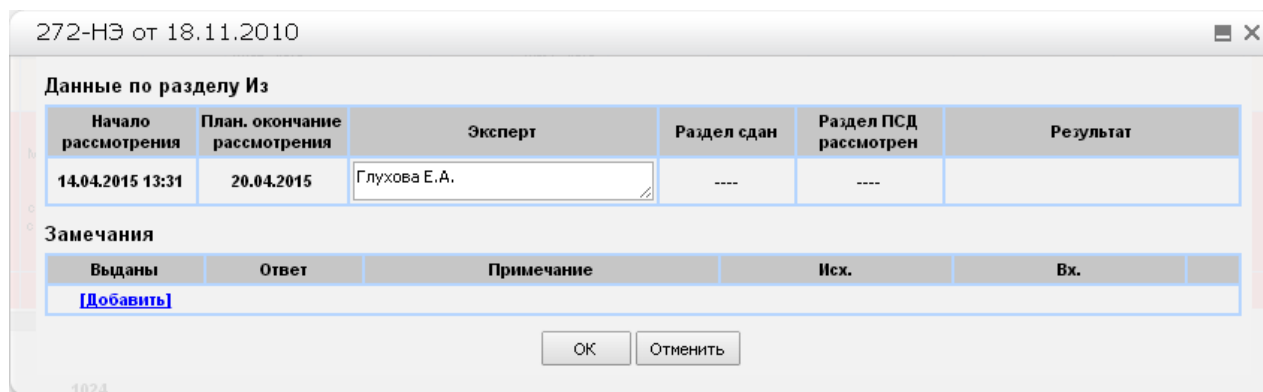 272-НЭ от 18.11.2010
Данные по разделу Из
Начало рассмотрения План. окончание рассмотрения Эксперт Раздел сдан Раздел ПСД рассмотрен Результат
14.04.2015 13:31 20.04.2015 Глухова Е.А. ---- ----
Замечания
Выданы Ответ Примечание Исх. Вх.
[Добавить]
ОК Отменить
1024